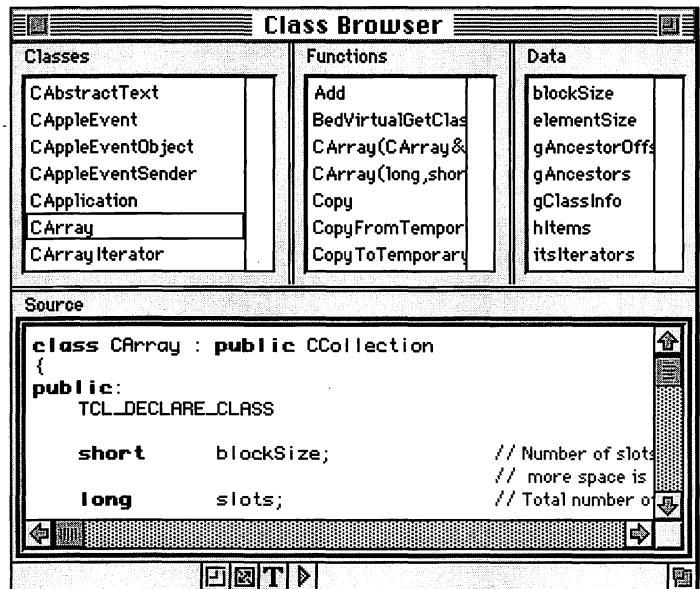 Class Browser
Classes
CAbstractText
CAppleEvent
CAppleEventObject
CAppleEventSender
CApplication
CArray
CArrayIterator
Functions
Add
BedVirtualGetClas
CArray(CArray&
CArray(long,shor
Copy
CopyFromTempor
CopyToTemporary
Data
blockSize
elementSize
gAncestorOffs
gAncestors
gClassInfo
hItems
itsIterators
Source
class CArray : public CCollection
{
public:
TCL_DECLARE_CLASS
short blockSize; // Number of slots
// more space is
long slots; // Total number of
T